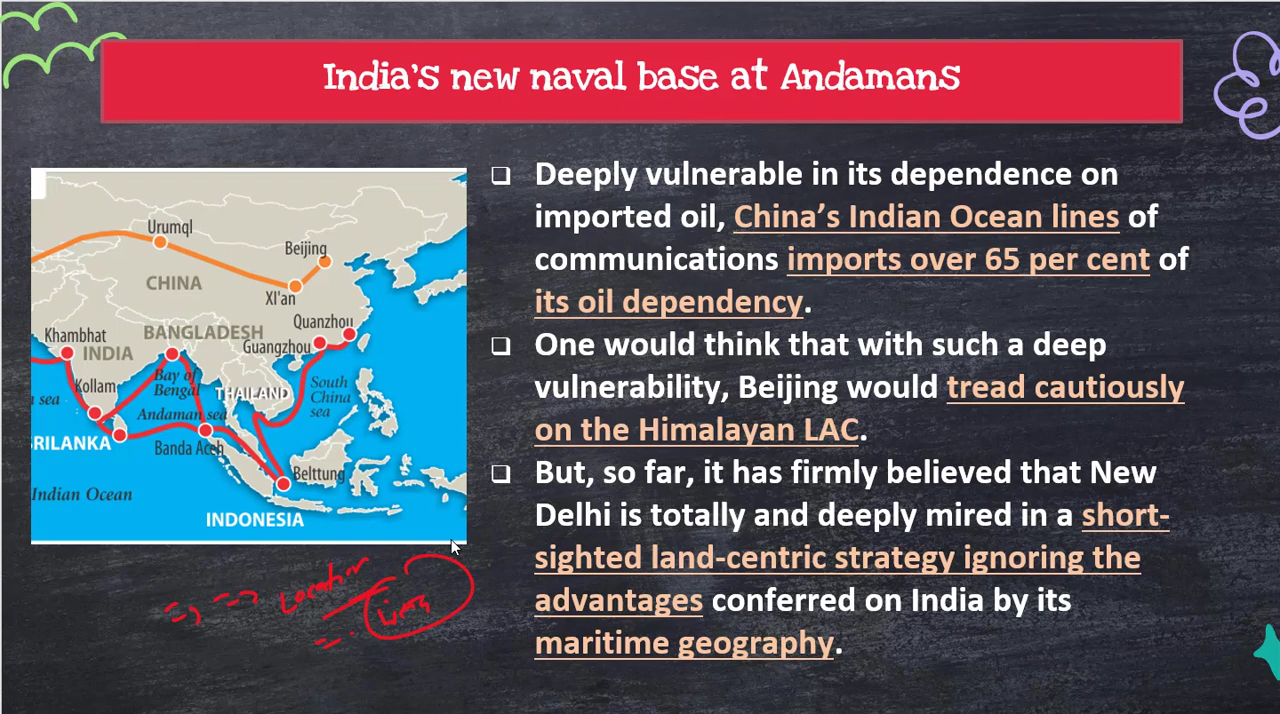 India's new naval base at Andamans
Urumql
Beijing
CHINA
XI'an
Quanzhou
Khambhat
BANGLADESH
INDIA
Guangzhou
Kollam
Bay of
Bengal
THAILAND
South
China
sea
n sea
Andaman sea
SRILANKA
Banda Aceh
Belttung
Indian Ocean
INDONESIA
Location
❑ Deeply vulnerable in its dependence on
imported oil, China's Indian Ocean lines of
communications imports over 65 per cent of
its oil dependency.
❑ One would think that with such a deep
vulnerability, Beijing would tread cautiously
on the Himalayan LAC.
❑ But, so far, it has firmly believed that New
Delhi is totally and deeply mired in a short-
sighted land-centric strategy ignoring the
advantages conferred on India by its
maritime geography.